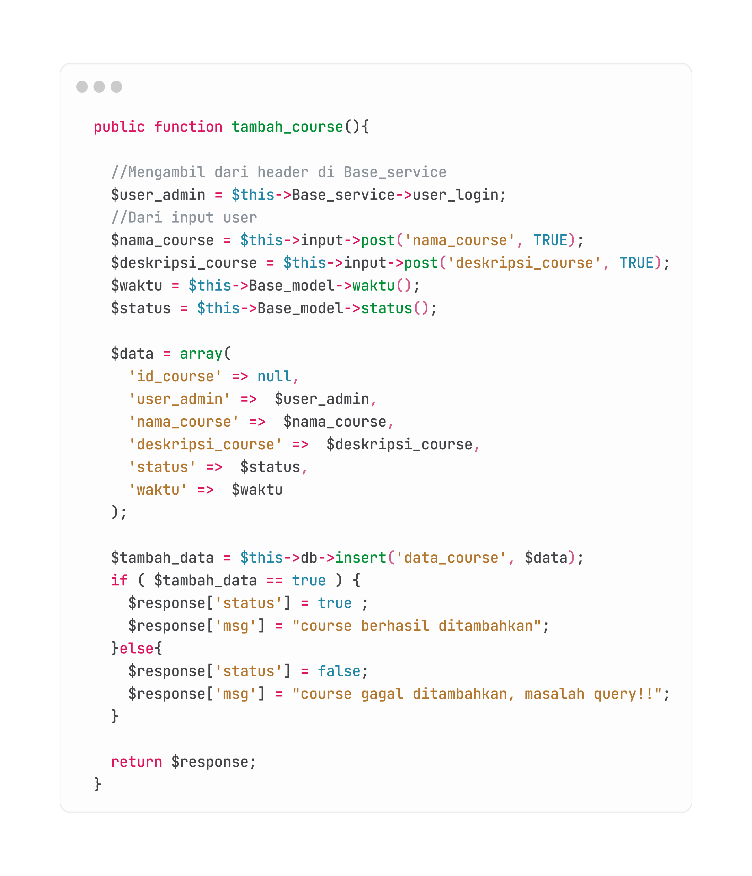 public function tambah_course(){
//Mengambil dari header di Base_service
$user_admin = $this->Base_service->user_login;
//Dari input user
$nama_course = $this->input->post('nama_course', TRUE);
$deskripsi_course = $this->input->post('deskripsi_course', TRUE);
$waktu = $this->Base_model->waktu();
$status = $this->Base_model->status();
$data = array(
'id_course' => null,
'user_admin' =>  $user_admin,
'nama_course' =>  $nama_course,
'deskripsi_course' =>  $deskripsi_course,
'status' =>  $status,
'waktu' =>  $waktu
);
$tambah_data = $this->db->insert('data_course', $data);
if ( $tambah_data == true ) {
$response['status'] = true ;
$response['msg'] = "course berhasil ditambahkan";
}else{
$response['status'] = false;
$response['msg'] = "course gagal ditambahkan, masalah query!!";
}
return $response;
}